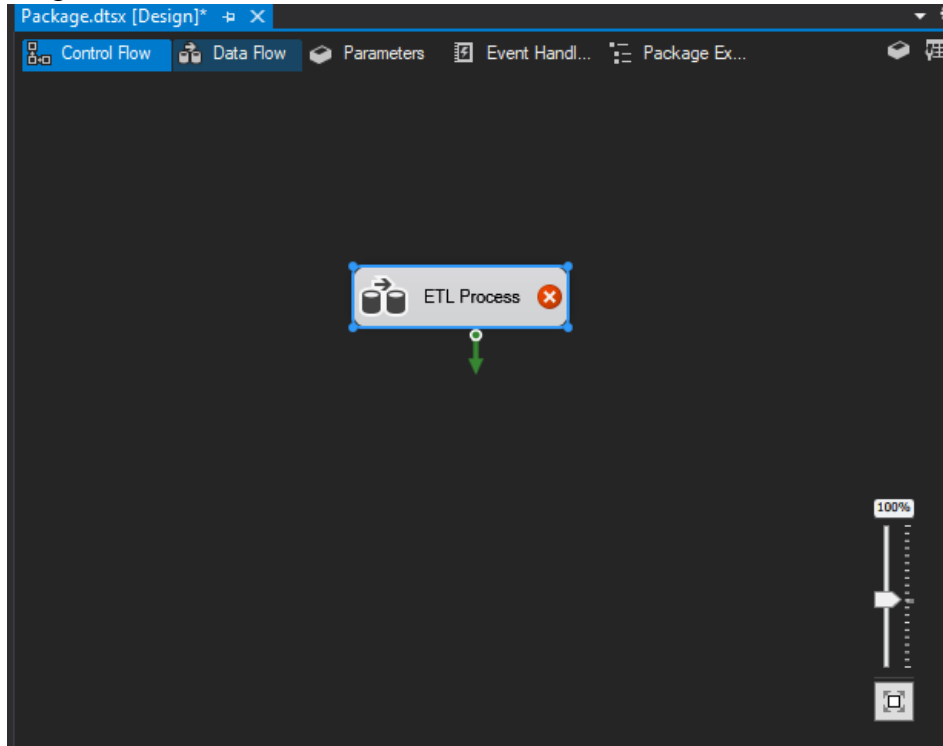 Package.dtsx [Design]*
Control Flow Data Flow Parameters Event Handl... Package Ex...
ETL Process
100%